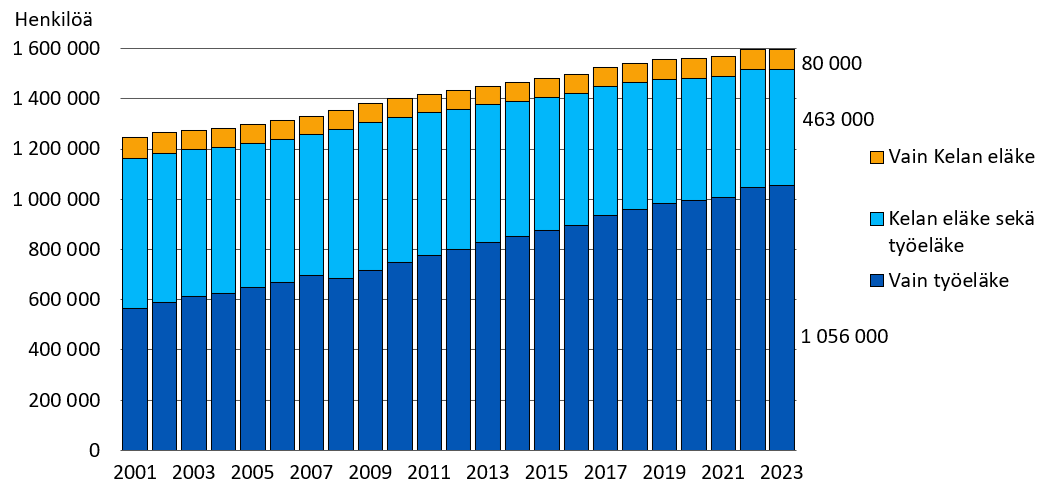 Henkilöä
1 600 000
1 400 000
1 200 000
1 000 000
800 000
600 000
400 000
200 000
0
2001 2003 2005 2007 2009 2011 2013 2015 2017 2019 2021 2023
80 000
463 000
1 056 000
Vain Kelan eläke
Kelan eläke sekä
työeläke
Vain työeläke